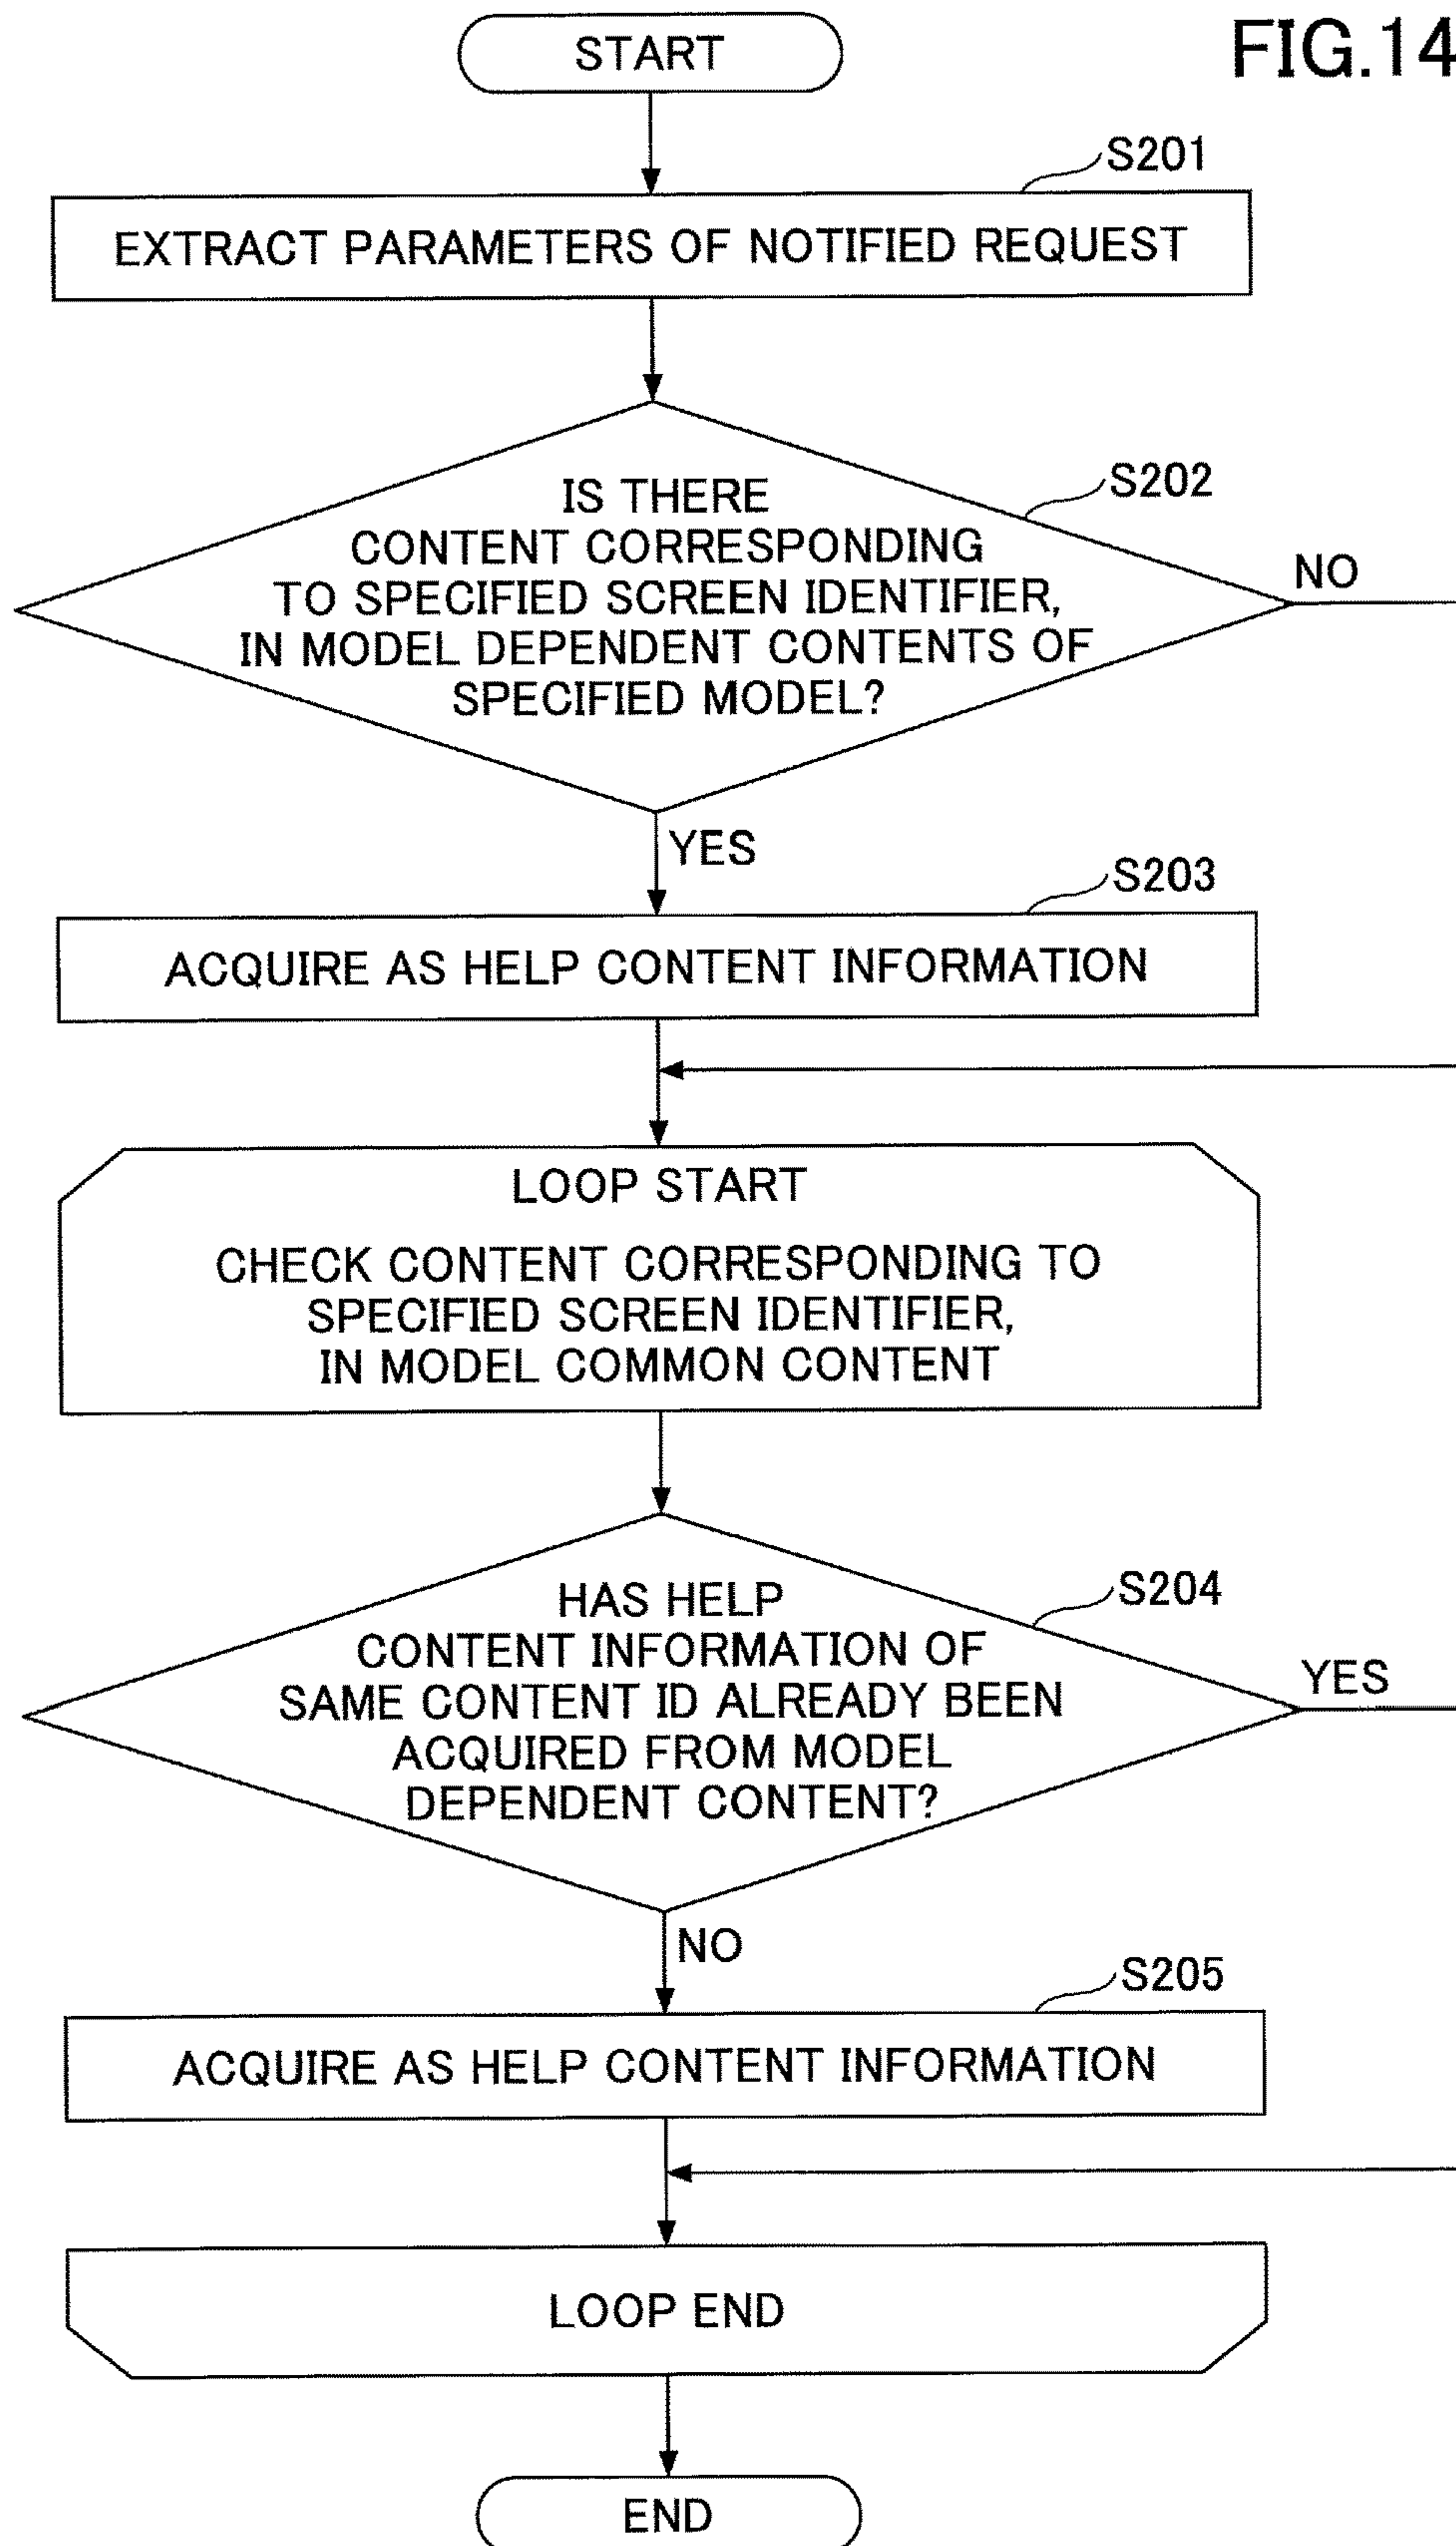 FIG.14
START
S201
EXTRACT PARAMETERS OF NOTIFIED REQUEST
S202
IS THERE
CONTENT CORRESPONDING
TO SPECIFIED SCREEN IDENTIFIER,
IN MODEL DEPENDENT CONTENTS OF
SPECIFIED MODEL?
NO
YES
S203
ACQUIRE AS HELP CONTENT INFORMATION
LOOP START
CHECK CONTENT CORRESPONDING TO
SPECIFIED SCREEN IDENTIFIER,
IN MODEL COMMON CONTENT
S204
HAS HELP
CONTENT INFORMATION OF
SAME CONTENT ID ALREADY BEEN
ACQUIRED FROM MODEL
DEPENDENT CONTENT?
YES
NO
S205
ACQUIRE AS HELP CONTENT INFORMATION
LOOP END
END